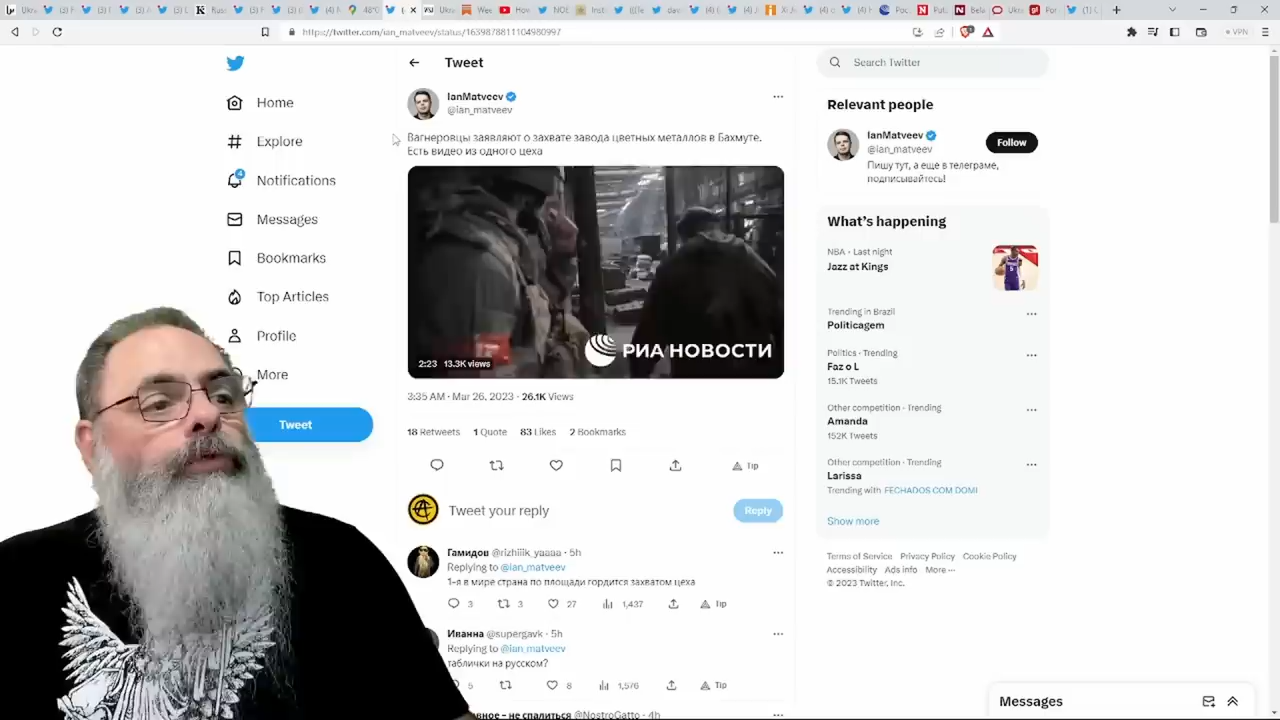 https://twitter.com/ian_matveev/status/1639878811104980997
VPN
Home
Explore
4
Notifications
Messages
Bookmarks
Top Articles
Profile
More
Tweet
Tweet
IanMatveev
@ian_matveev
Вагнеровцы заявляют о захвате завода цветных металлов в Бахмуте.
Есть видео из одного цеха
РИА НОВОСТИ
2:23 13.3K views
3:35 AM · Mar 26, 2023 · 26.1K Views
18 Retweets 1 Quote 83 Likes 2 Bookmarks
Tip
Tweet your reply
Reply
Гамидов @rizhiiik_yaaaa · 5h
Replying to @ian_matveev
1-я в мире страна по площади гордится захватом цеха
3 3 27 1,437 Tip
Иванна @supergavk · 5h
Replying to @ian_matveev
таблички на русском?
5 8 1,576 Tip
вное – не спалиться @NostroGatto · 4h
Search Twitter
Relevant people
IanMatveev
@ian_matveev
Follow
Пишу тут, а еще в телеграме,
подписывайтесь!
What's happening
NBA · Last night
Jazz at Kings
Trending in Brazil
Politicagem
Politics · Trending
Faz o L
15.1K Tweets
Other competition · Trending
Amanda
152K Tweets
Other competition · Trending
Larissa
Trending with FECHADOS COM DOMI
Show more
Terms of Service Privacy Policy Cookie Policy
Accessibility Ads info More ···
© 2023 Twitter, Inc.
Messages